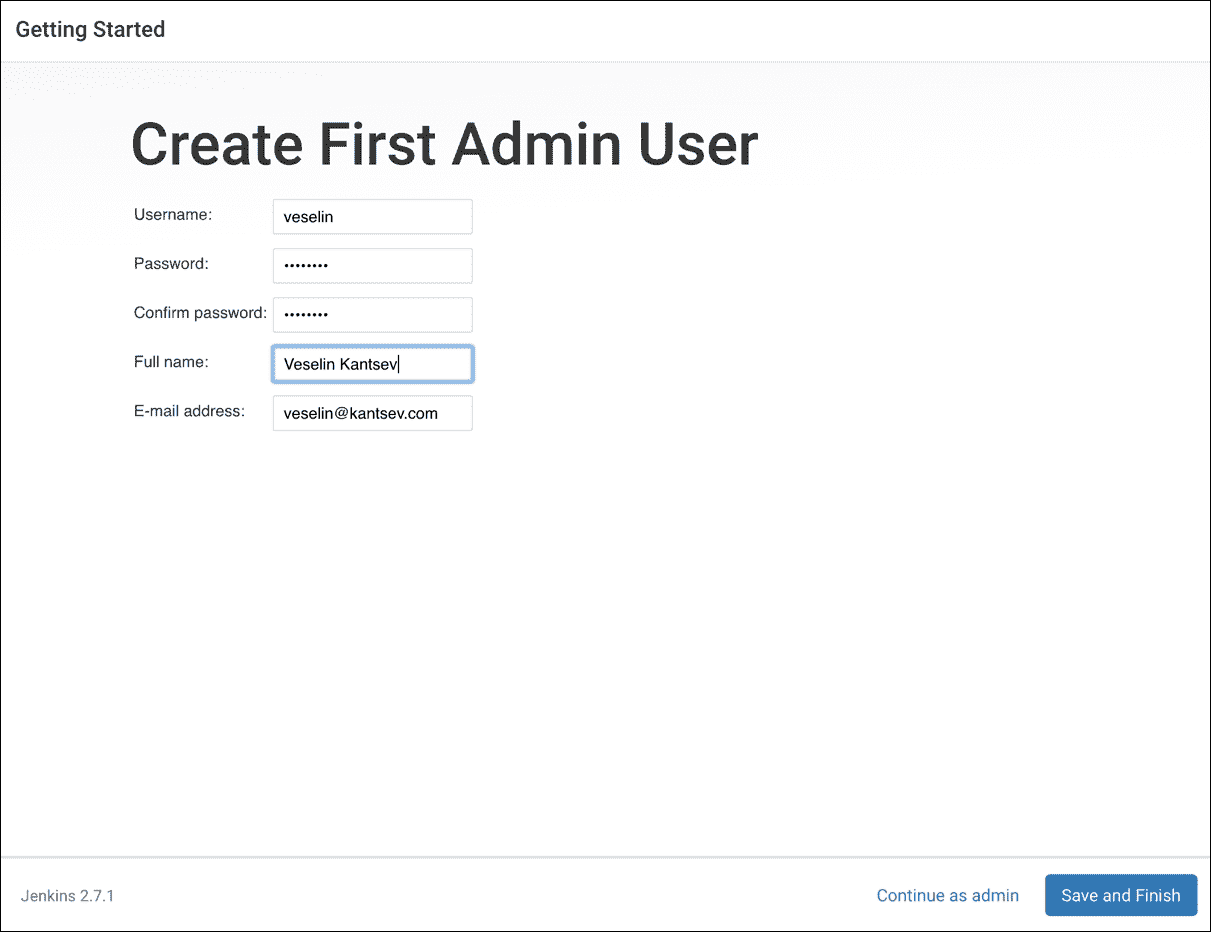 Getting Started
Create First Admin User
Username: veselin
Password: ••••••••
Confirm password: ••••••••
Full name: Veselin Kantsev
E-mail address: veselin@kantsev.com
Jenkins 2.7.1 Continue as admin Save and Finish